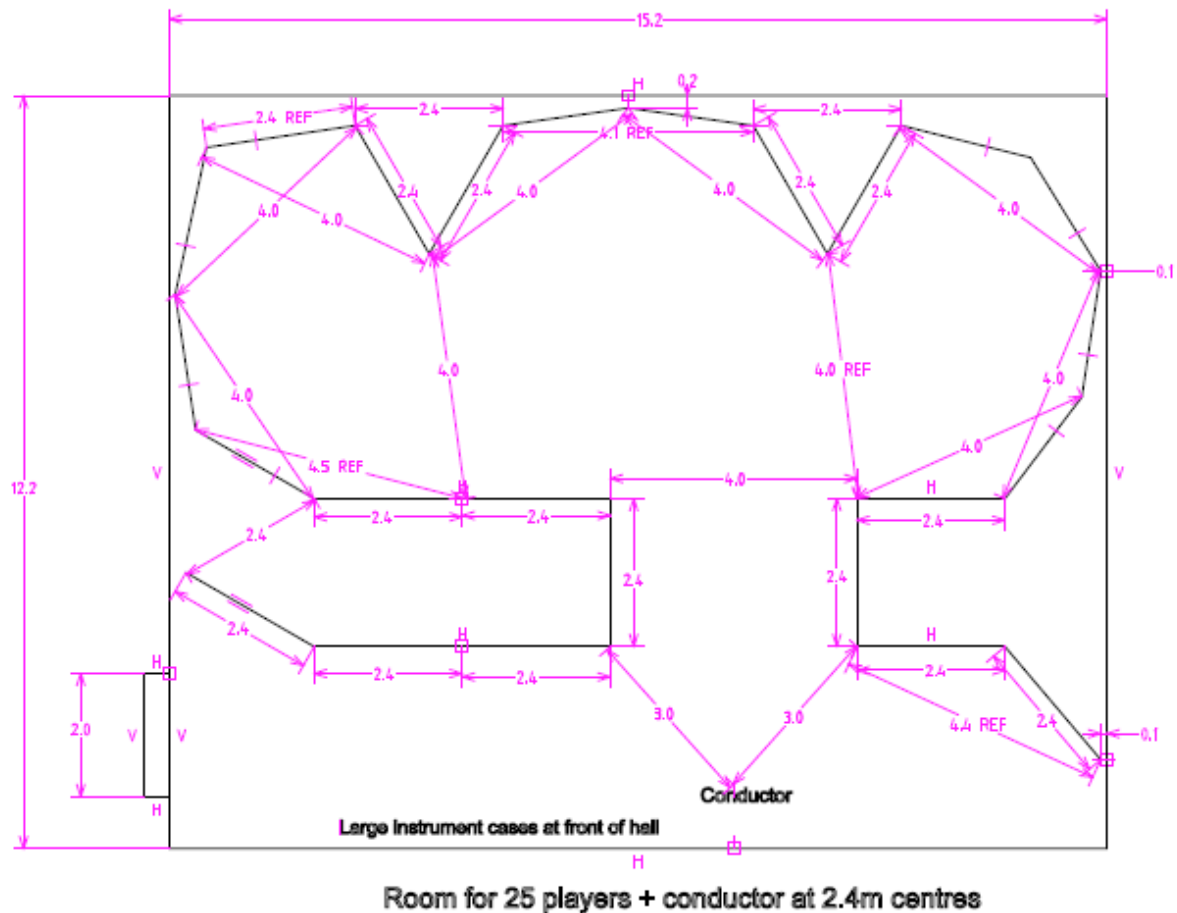 15.2
H 0.2
2.4 REF 2.4 2.4
4.1 REF
2.4 2.4 2.4 2.4
4.0 4.0 4.0 4.0 4.0
0.1
4.0 4.0 REF 4.0
4.0
4.5 REF 4.0
12.2 V V
H 4.0 H
2.4 2.4 2.4
2.4 2.4 2.4
2.4 H H
H 2.4 2.4 2.4
2.0 V V 3.0 3.0 4.4 REF 2.4 0.1
H
Conductor
Large instrument cases at front of hall
H
Room for 25 players + conductor at 2.4m centres